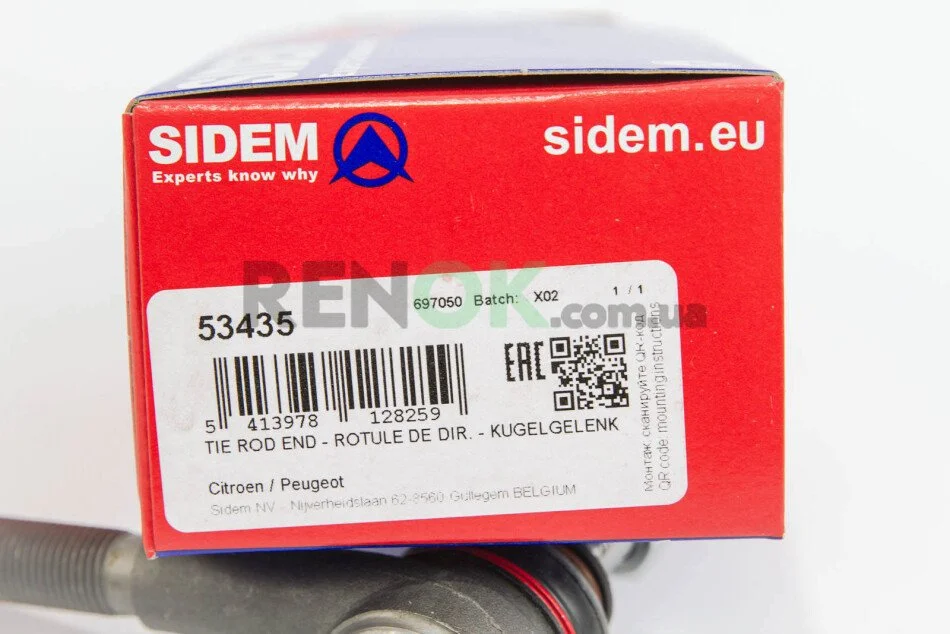 SIDEM
Experts know why
sidem.eu
RENOK.com.ua
697050 Batch: X02 1 / 1
53435
EAC
5 413978 128259
TIE ROD END - ROTULE DE DIR. - KUGELGELENK
Citroen / Peugeot
Sidem NV - Nijverheidslaan 62-8560 Gullegem BELGIUM
Монтаж: сканируйте QR-код
QR code: mounting instructions